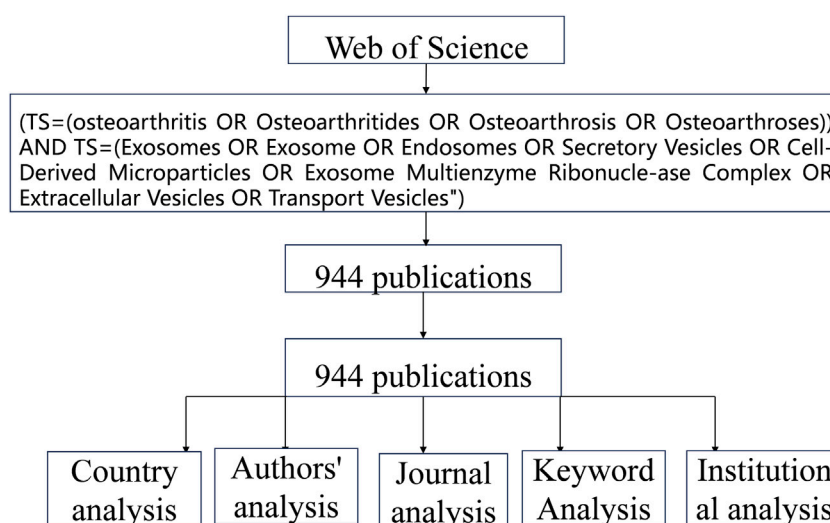 Web of Science
(TS=(osteoarthritis OR Osteoarthritides OR Osteoarthrosis OR Osteoarthroses))
AND TS=(Exosomes OR Exosome OR Endosomes OR Secretory Vesicles OR Cell-
Derived Microparticles OR Exosome Multienzyme Ribonucle-ase Complex OR
Extracellular Vesicles OR Transport Vesicles")
944 publications
944 publications
Country
analysis
Authors'
analysis
Journal
analysis
Keyword
Analysis
Institution
al analysis